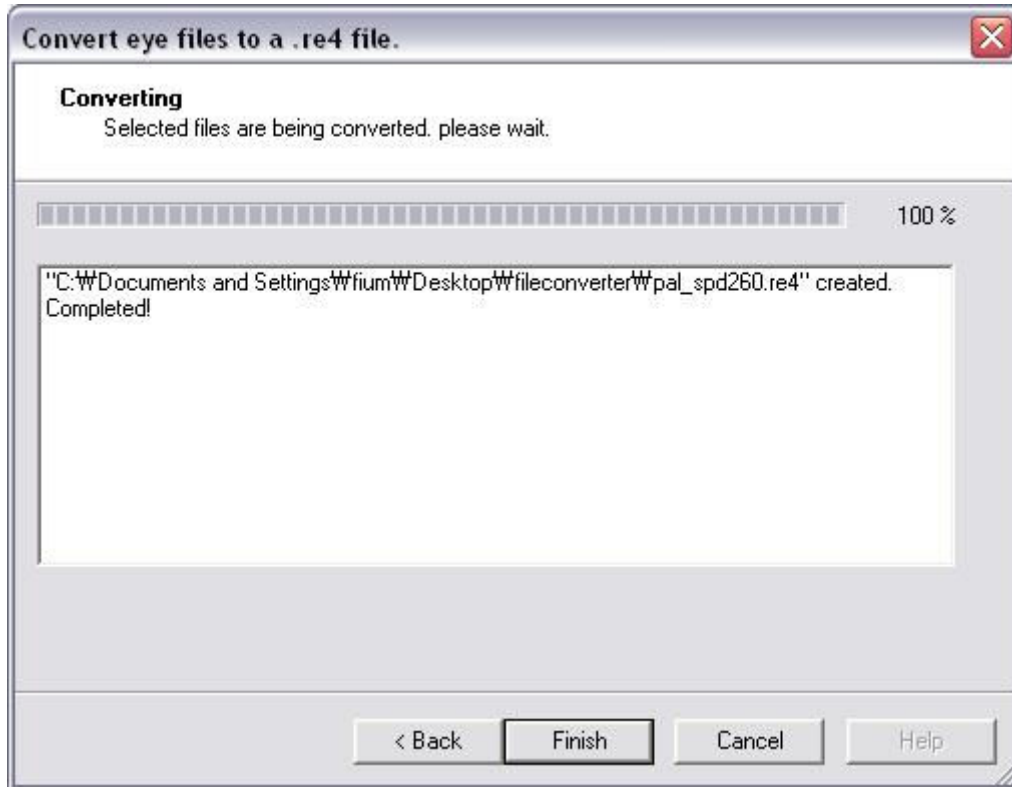 Convert eye files to a .re4 file.
Converting
Selected files are being converted. please wait.
100 %
"C:₩Documents and Settings₩fium₩Desktop₩fileconverter₩pal_spd260.re4" created.
Completed!
< Back
Finish
Cancel
Help